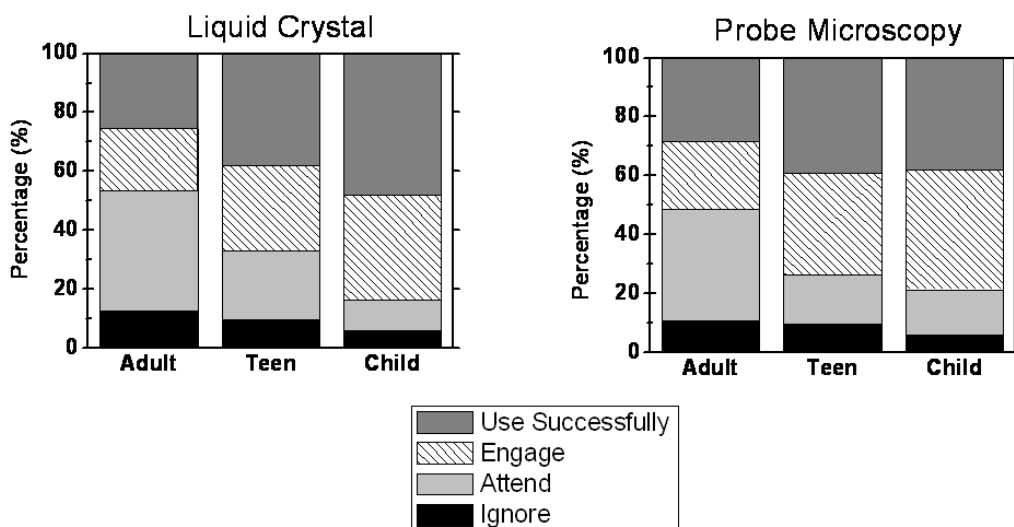 Liquid Crystal
Percentage (%)
100
80
60
40
20
0
Adult Teen Child
Probe Microscopy
Percentage (%)
100
80
60
40
20
0
Adult Teen Child
Use Successfully
Engage
Attend
Ignore